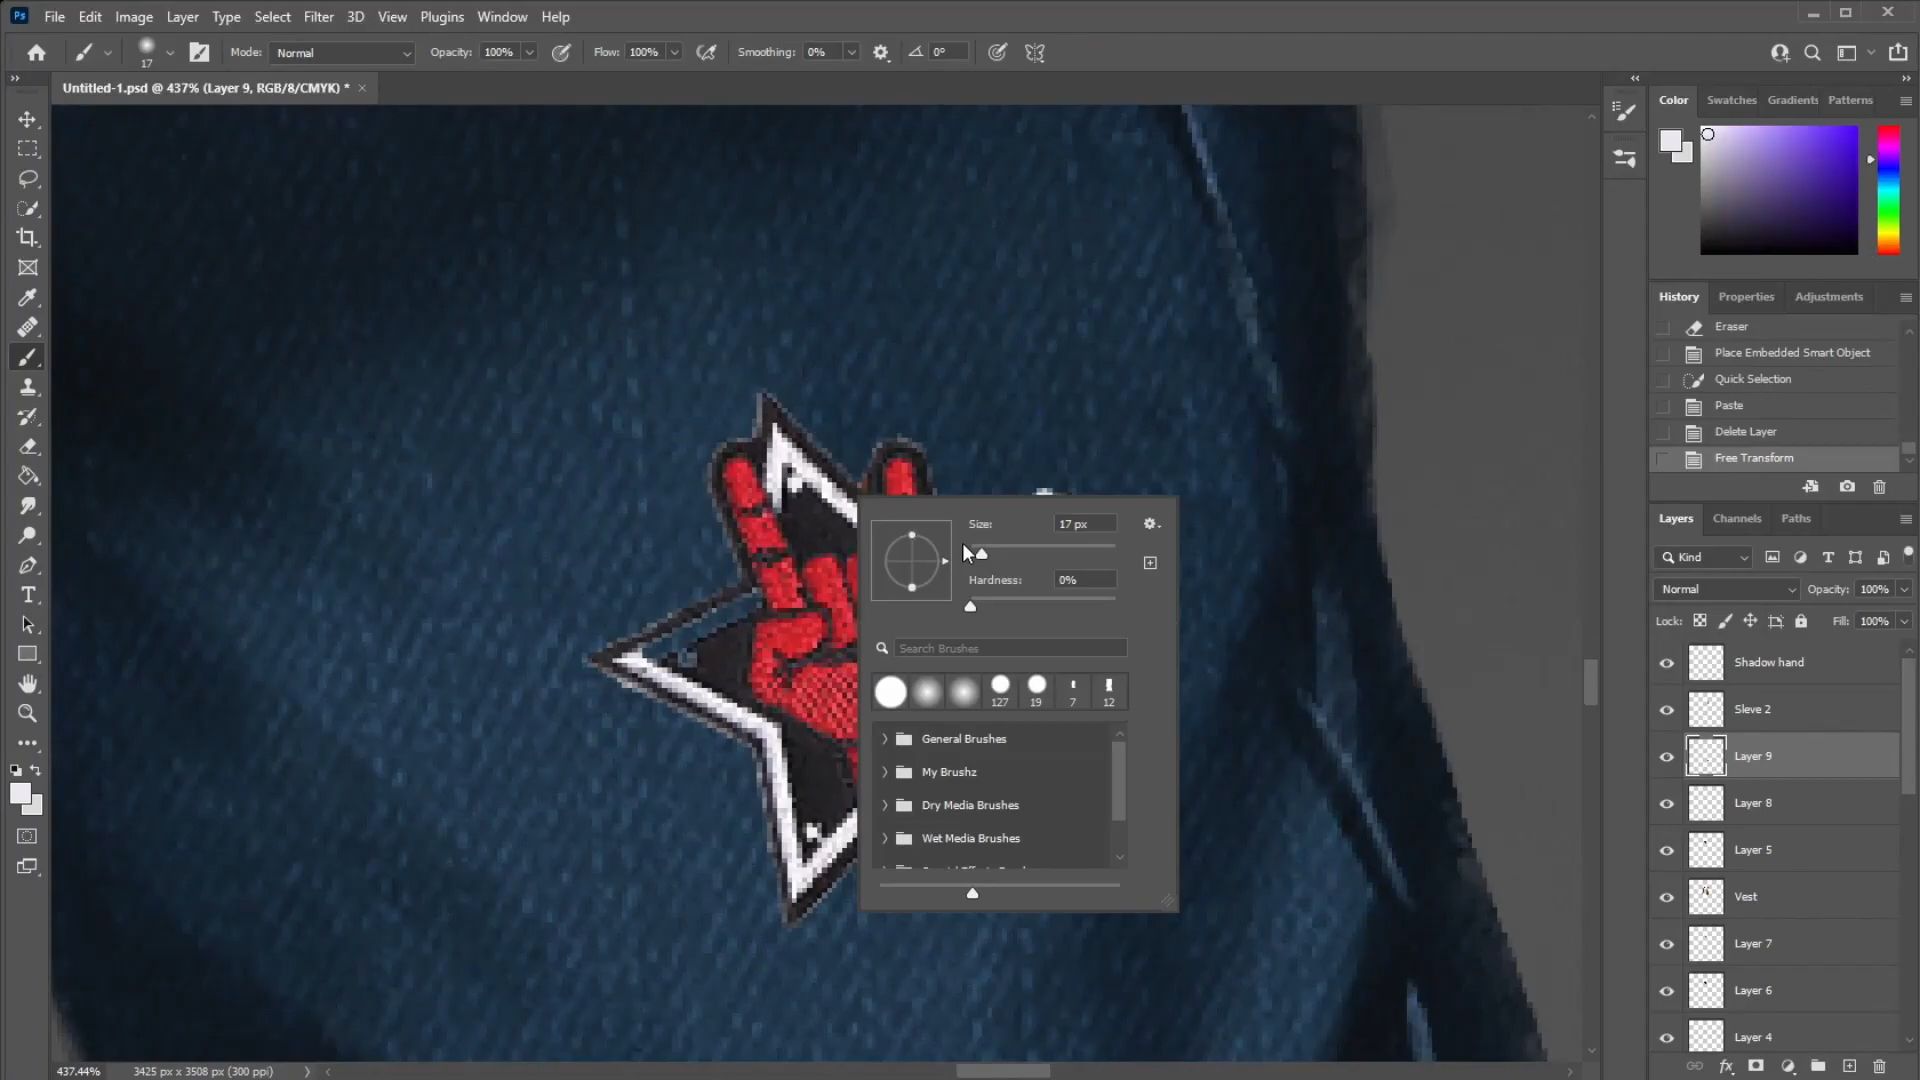 Ps File Edit Image Layer Type Select Filter 3D View Plugins Window Help
17 Mode: Normal Opacity: 100% Flow: 100% Smoothing: 0% 0°
Untitled-1.psd @ 437% (Layer 9, RGB/8/CMYK) *
Color Swatches Gradients Patterns
History Properties Adjustments
Eraser
Place Embedded Smart Object
Quick Selection
Paste
Delete Layer
Free Transform
Layers Channels Paths
Kind
Normal Opacity: 100%
Lock: Fill: 100%
Shadow hand
Sleve 2
Layer 9
Layer 8
Layer 5
Vest
Layer 7
Layer 6
Layer 4
Size: 17 px
Hardness: 0%
Search Brushes
127 19 7 12
General Brushes
My Brushz
Dry Media Brushes
Wet Media Brushes
437.44% 3425 px x 3508 px (300 ppi)